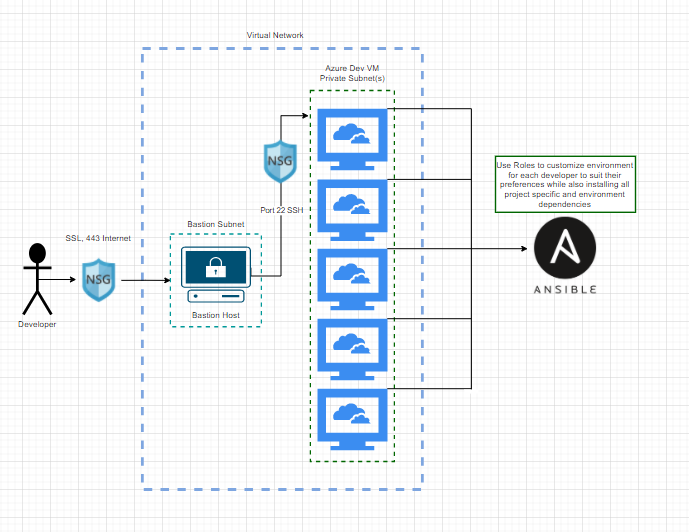 Virtual Network
Azure Dev VM
Private Subnet(s)
NSG
Port 22 SSH
Use Roles to customize environment
for each developer to suit their
preferences while also installing all
project specific and environment
dependencies
ANSIBLE
Bastion Subnet
SSL, 443 Internet
NSG
Bastion Host
Developer